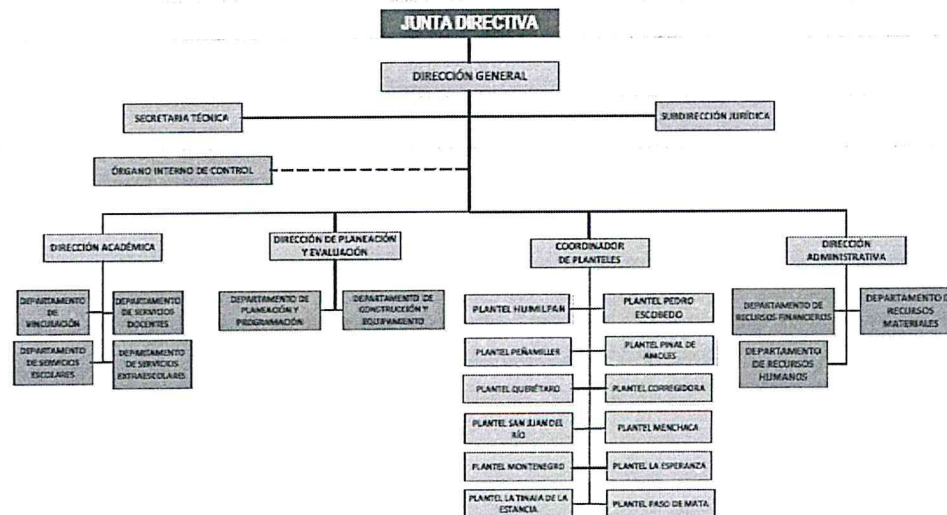 JUNTA DIRECTIVA
DIRECCIÓN GENERAL
SECRETARIA TÉCNICA
SUBDIRECCIÓN JURÍDICA
ÓRGANO INTERNO DE CONTROL
DIRECCIÓN ACADÉMICA
DIRECCIÓN DE PLANEACIÓN
Y EVALUACIÓN
COORDINADOR
DE PLANTELES
DIRECCIÓN
ADMINISTRATIVA
DEPARTAMENTO
DE
VINCULACIÓN
DEPARTAMENTO
DE SERVICIOS
DOCENTES
DEPARTAMENTO
DE SERVICIOS
ESCOLARES
DEPARTAMENTO
DE SERVICIOS
EXTRAESCOLARES
DEPARTAMENTO DE
PLANEACIÓN Y
PROGRAMACIÓN
DEPARTAMENTO DE
CONSTRUCCIÓN Y
EQUIPAMIENTO
PLANTEL HUIMILPAN
PLANTEL PEDRO
ESCOBEDO
PLANTEL PEÑAMILLER
PLANTEL PINAL DE
AMOLES
PLANTEL QUERÉTARO
PLANTEL CORREGIDORA
PLANTEL SAN JUAN DEL
RÍO
PLANTEL MENCHACA
PLANTEL MONTENEGRO
PLANTEL LA ESPERANZA
PLANTEL LA TINAJA DE LA
ESTANCIA
PLANTEL PASO DE MATA
DEPARTAMENTO DE
RECURSOS FINANCIEROS
DEPARTAMENTO DE
RECURSOS
MATERIALES
DEPARTAMENTO
DE RECURSOS
HUMANOS